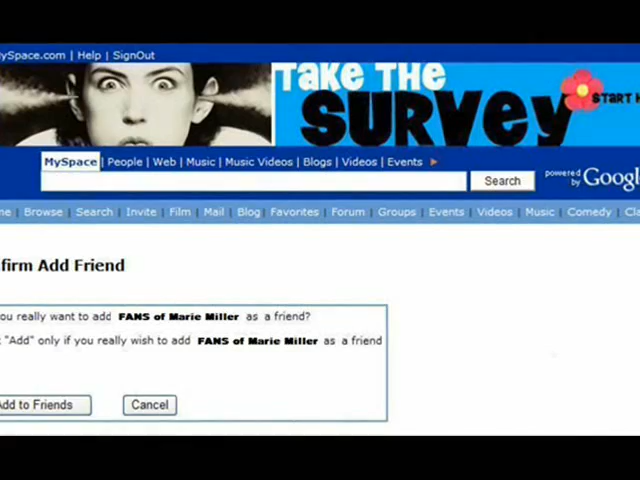 ySpace.com | Help | SignOut
TAKE THE
SURVEY
START H
MySpace | People | Web | Music | Music Videos | Blogs | Videos | Events
Search
powered by Google
me | Browse | Search | Invite | Film | Mail | Blog | Favorites | Forum | Groups | Events | Videos | Music | Comedy | Cla
firm Add Friend
ou really want to add FANS of Marie Miller as a friend?
"Add" only if you really wish to add FANS of Marie Miller as a friend
Add to Friends
Cancel